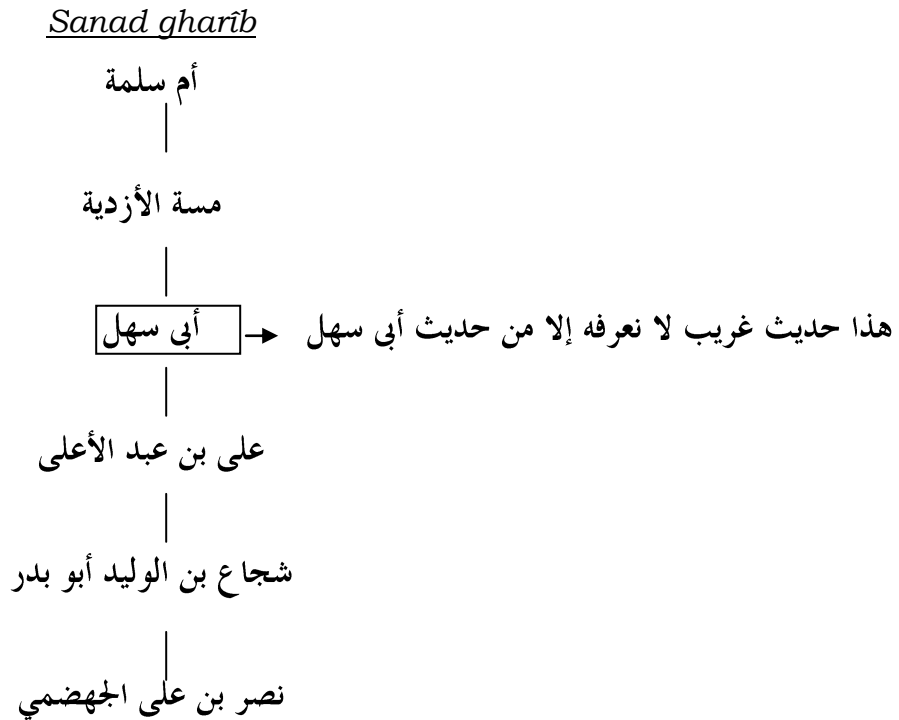 Sanad gharîb
أم سلمة
مسة الأزدية
أبى سهل
هذا حديث غريب لا نعرفه إلا من حديث أبى سهل
على بن عبد الأعلى
شجاع بن الوليد أبو بدر
نصر بن على الجهضمي